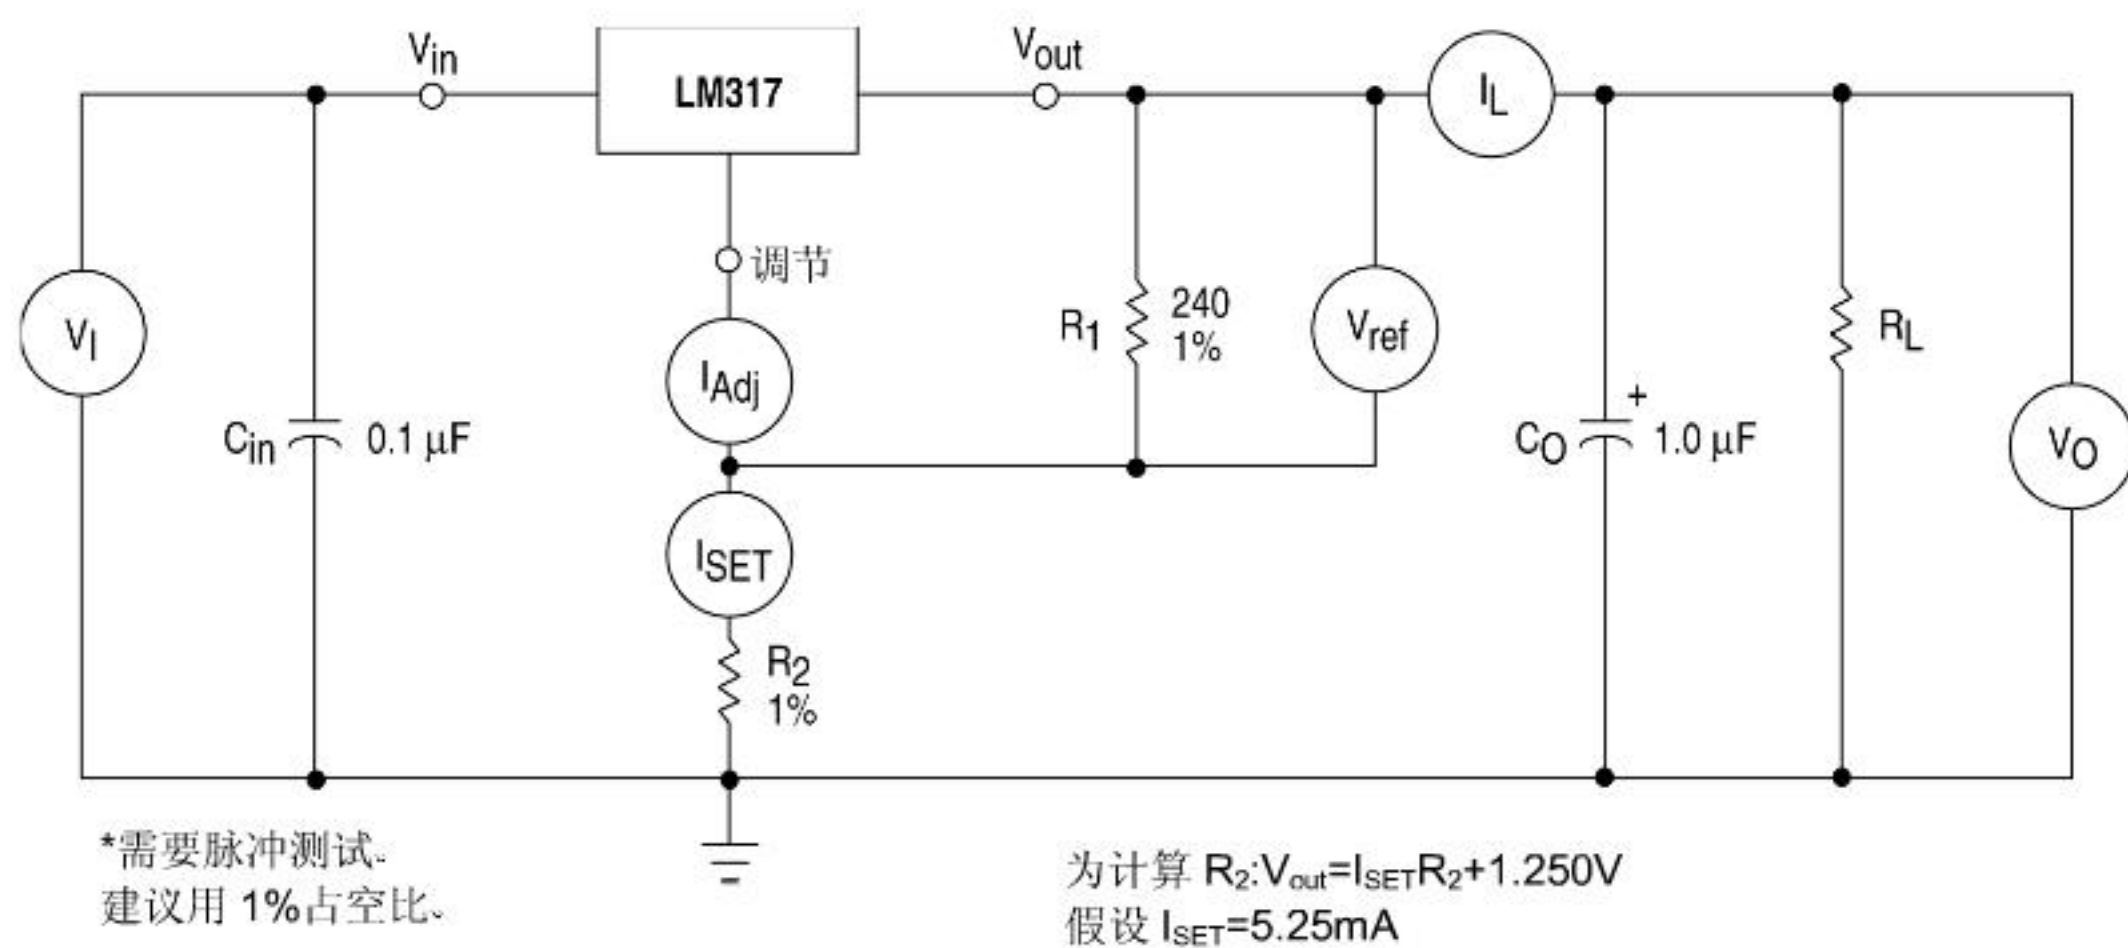 Vin
LM317
Vout
IL
调节
VI
Cin
0.1 μF
IAdj
ISET
R2
1%
R1
240
1%
Vref
CO
+
1.0 μF
RL
VO
*需要脉冲测试。
建议用 1%占空比、
为计算 R2:Vout=ISETR2+1.250V
假设 ISET=5.25mA